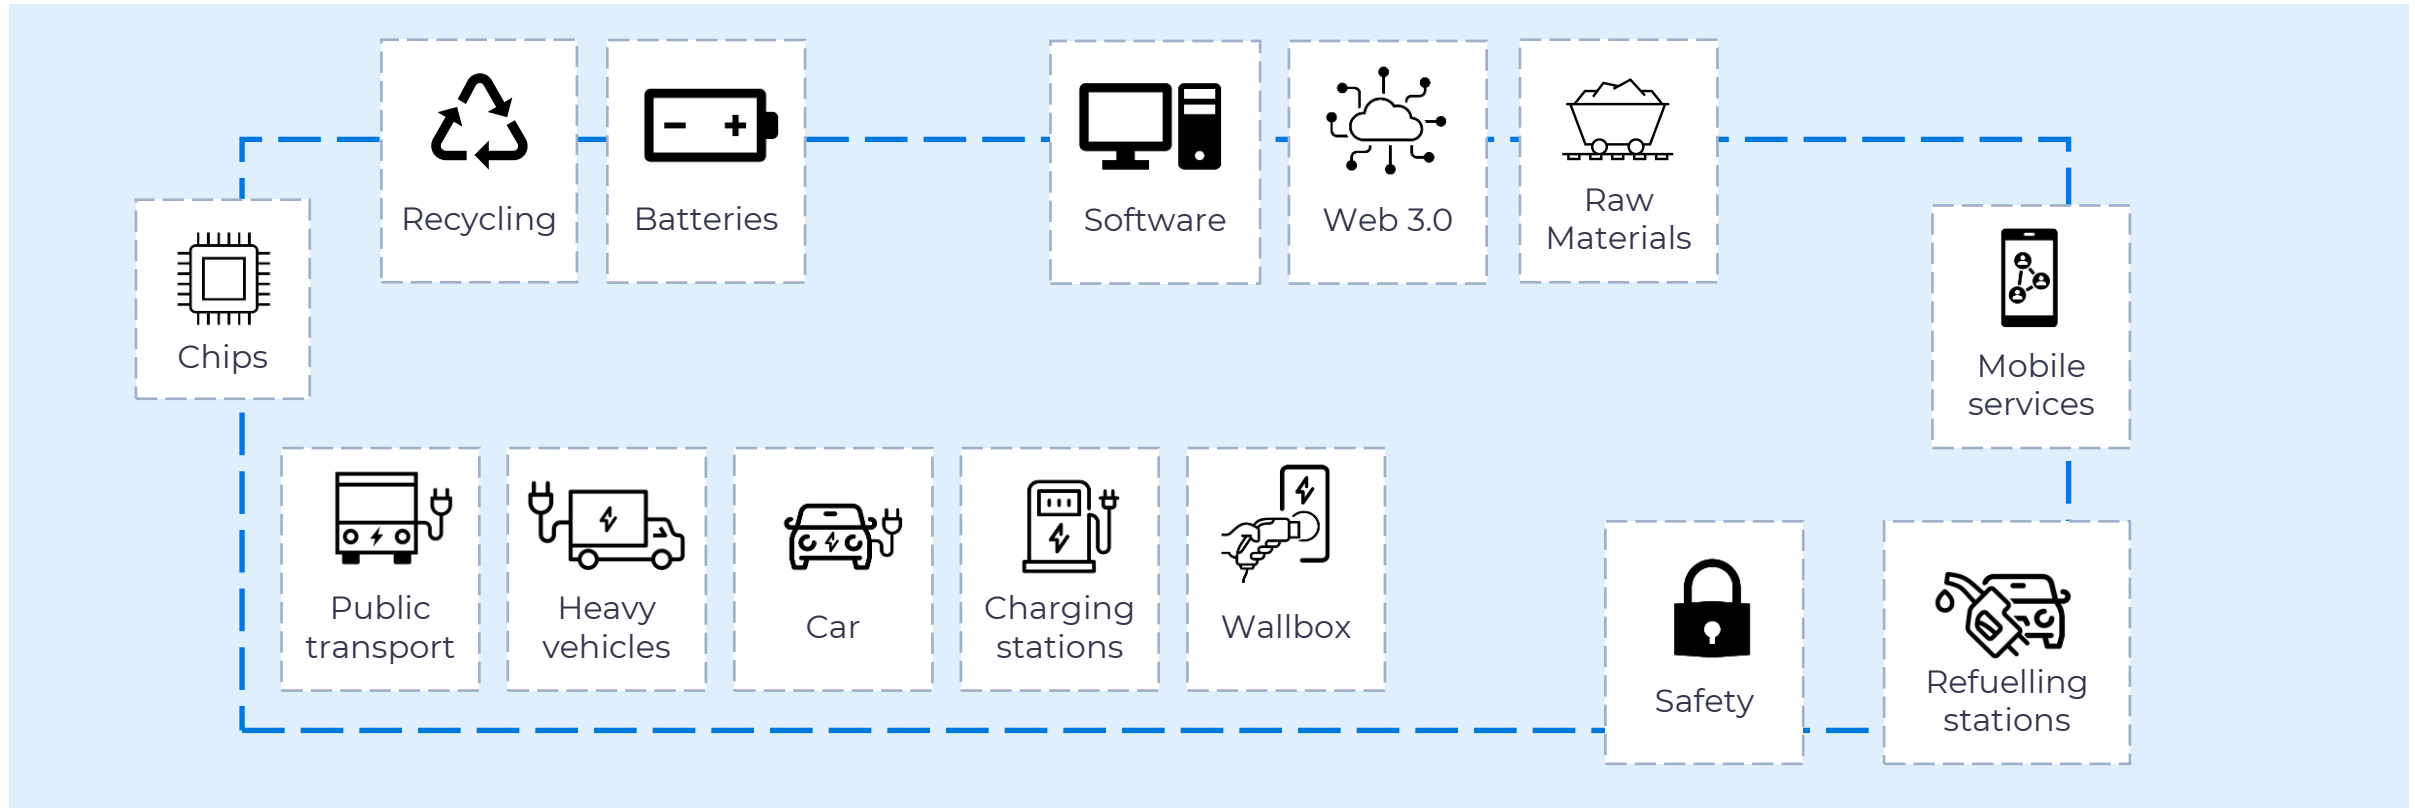 Recycling
Batteries
Software
Web 3.0
Raw
Materials
Chips
Mobile
services
Public
transport
Heavy
vehicles
Car
Charging
stations
Wallbox
Safety
Refuelling
stations